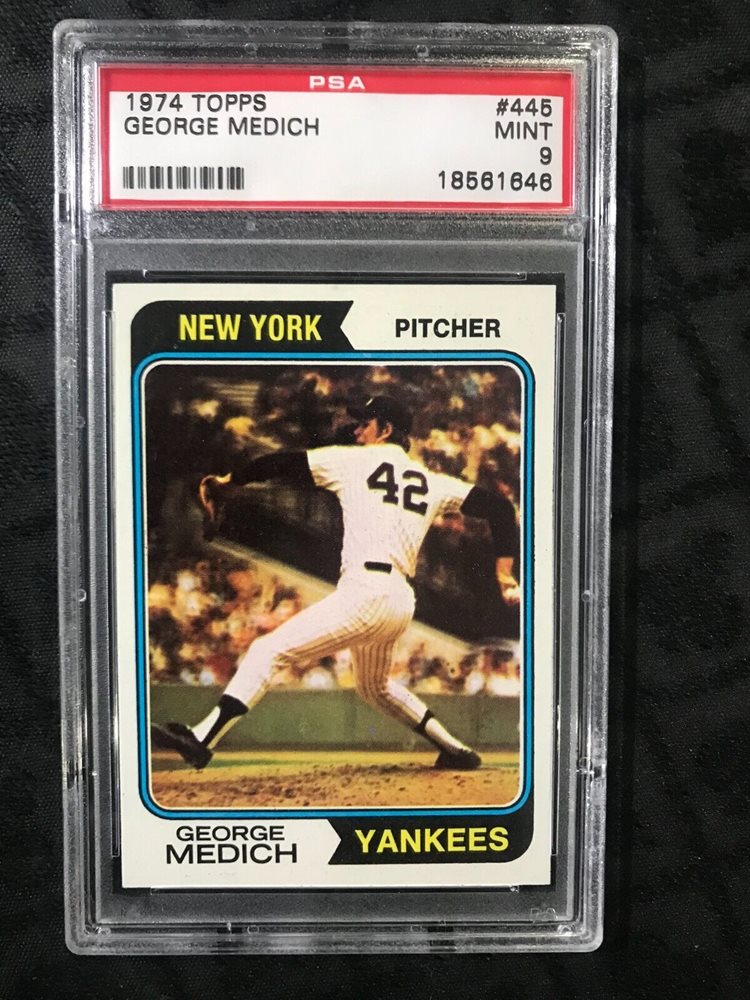 PSA
1974 TOPPS #445
GEORGE MEDICH MINT
9
18561646
NEW YORK PITCHER
42
GEORGE
MEDICH
YANKEES